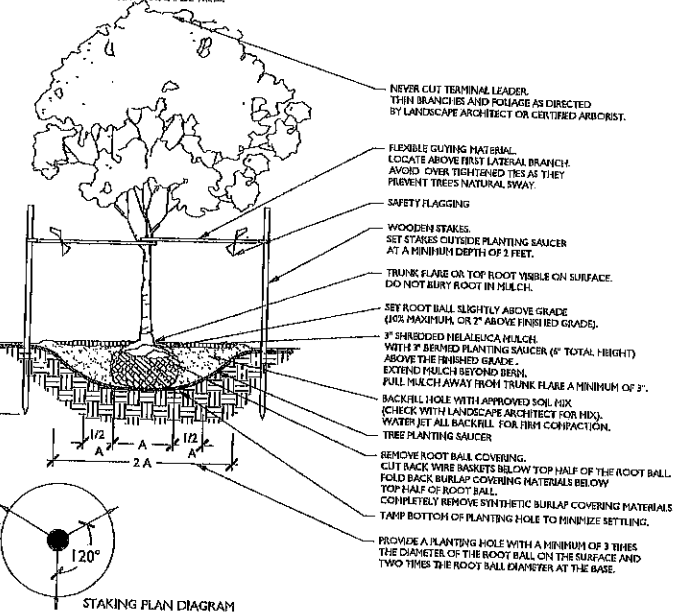 NEVER CUT TERMINAL LEADER.
THIN BRANCHES AND FOLIAGE AS DIRECTED
BY LANDSCAPE ARCHITECT OR CERTIFIED ARBORIST.
FLEXIBLE GUYING MATERIAL.
LOCATE ABOVE FIRST LATERAL BRANCH.
AVOID OVER TIGHTENED TIES AS THEY
PREVENT TREE'S NATURAL SWAY.
SAFETY FLAGGING
WOODEN STAKES.
SET STAKES OUTSIDE PLANTING SAUCER
AT A MINIMUM DEPTH OF 2 FEET.
TRUNK FLARE OR TOP ROOT VISIBLE ON SURFACE.
DO NOT BURY ROOT IN MULCH.
SET ROOT BALL SLIGHTLY ABOVE GRADE
(10% MAXIMUM, OR 2" ABOVE FINISHED GRADE).
3" SHREDDED MELALEUCA MULCH.
WITH 3" BERMED PLANTING SAUCER (6" TOTAL HEIGHT)
ABOVE THE FINISHED GRADE.
EXTEND MULCH BEYOND BERM.
PULL MULCH AWAY FROM TRUNK FLARE A MINIMUM OF 3".
BACKFILL HOLE WITH APPROVED SOIL MIX
(CHECK WITH LANDSCAPE ARCHITECT FOR MIX).
WATER JET ALL BACKFILL FOR FIRM COMPACTION.
TREE PLANTING SAUCER
REMOVE ROOT BALL COVERING.
CUT BACK WIRE BASKETS BELOW TOP HALF OF THE ROOT BALL.
FOLD BACK BURLAP COVERING MATERIALS BELOW
TOP HALF OF ROOT BALL.
COMPLETELY REMOVE SYNTHETIC BURLAP COVERING MATERIALS
TAMP BOTTOM OF PLANTING HOLE TO MINIMIZE SETTLING.
PROVIDE A PLANTING HOLE WITH A MINIMUM OF 3 TIMES
THE DIAMETER OF THE ROOT BALL ON THE SURFACE AND
TWO TIMES THE ROOT BALL DIAMETER AT THE BASE.
1/2 A
A
1/2 A
2 A
120°
STAKING PLAN DIAGRAM